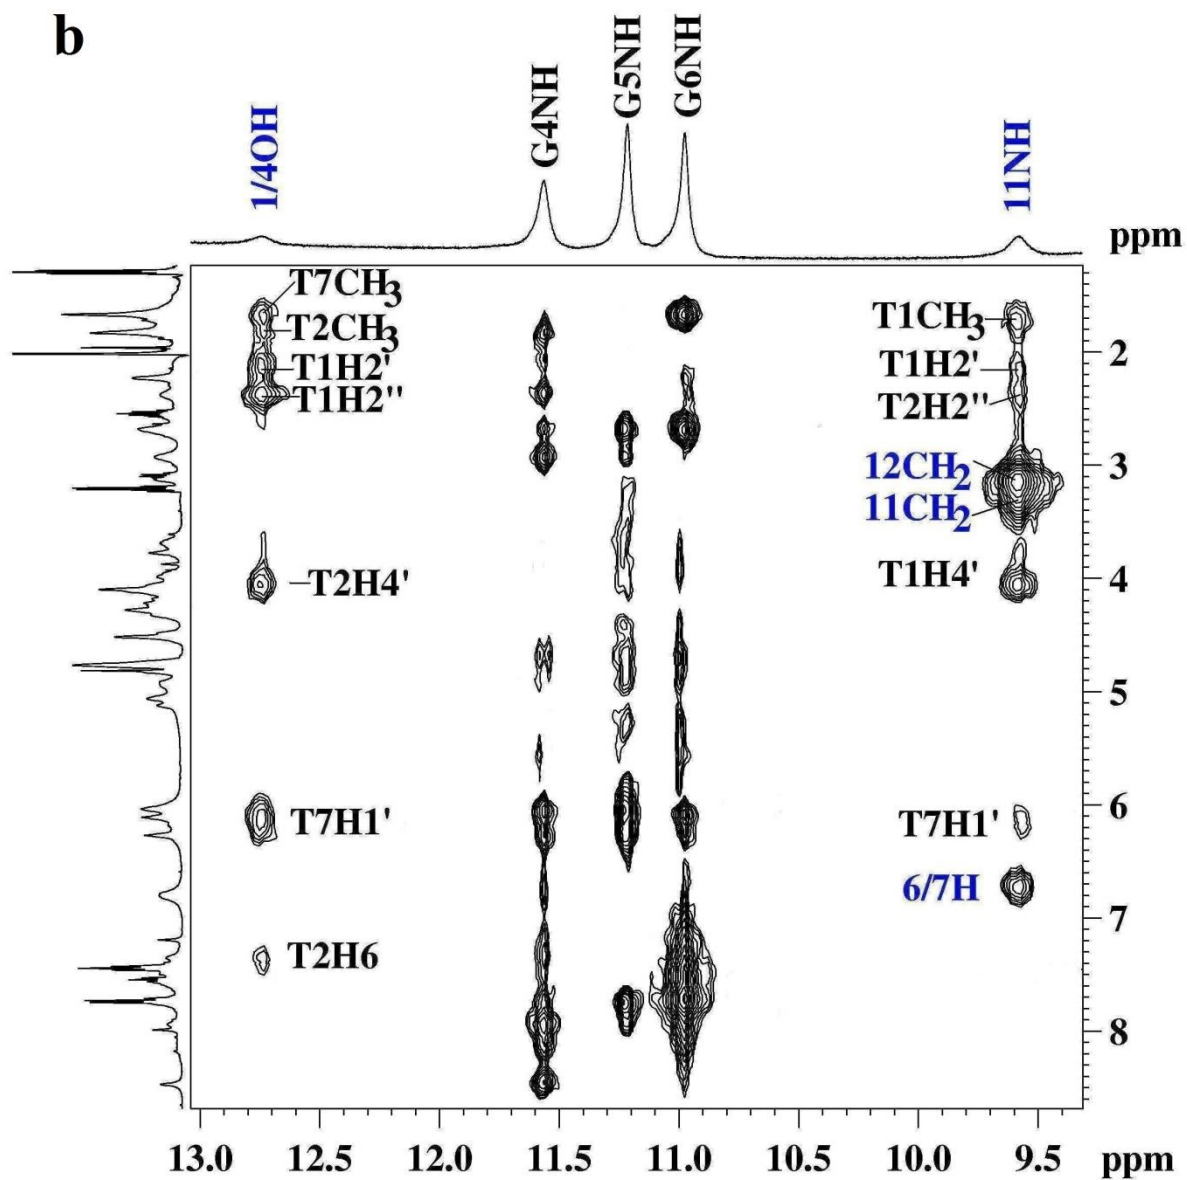 b
1/4OH
G4NH
G5NH
G6NH
11NH
ppm
T7CH3
T2CH3
T1H2'
T1H2''
T2H4'
T7H1'
T2H6
T1CH3
T1H2'
T2H2''
12CH2
11CH2
T1H4'
T7H1'
6/7H
2
3
4
5
6
7
8
13.0 12.5 12.0 11.5 11.0 10.5 10.0 9.5 ppm